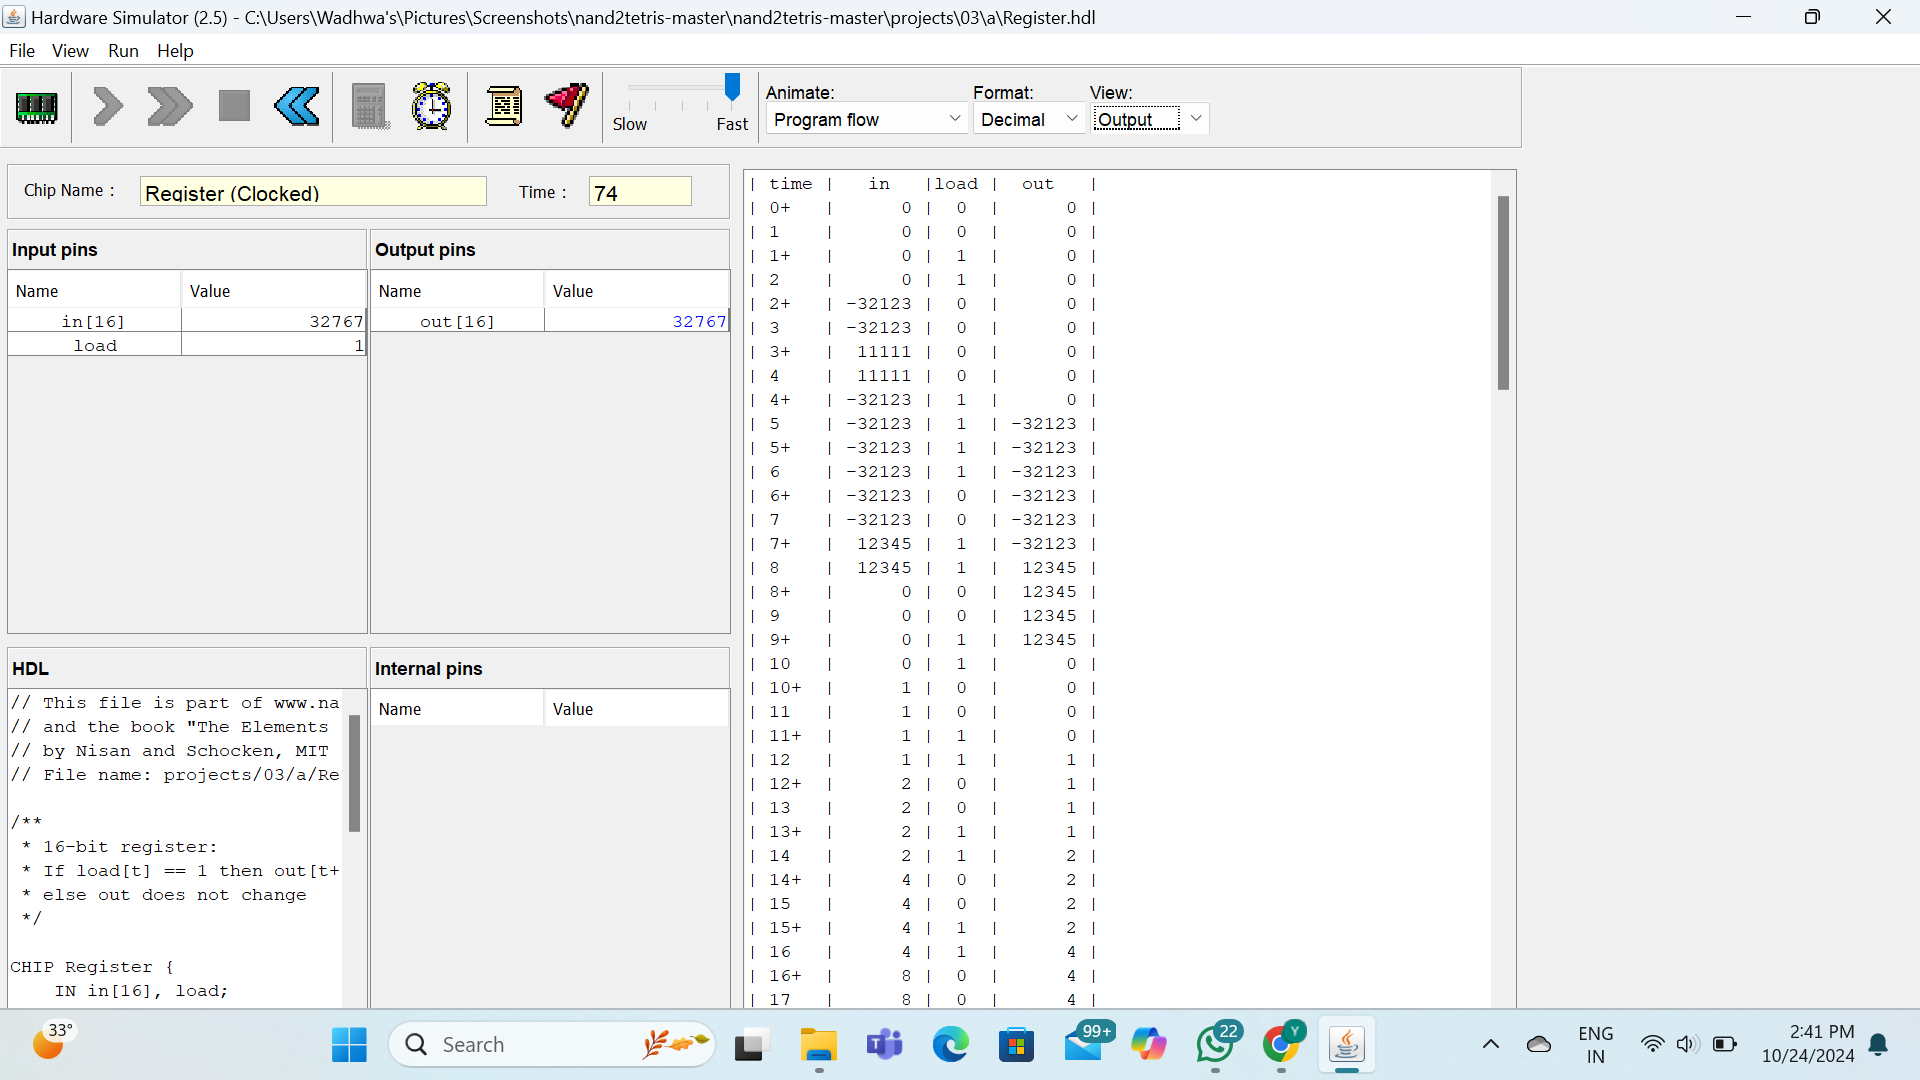 Hardware Simulator (2.5) - C:\Users\Wadhwa's\Pictures\Screenshots\nand2tetris-master\nand2tetris-master\projects\03\a\Register.hdl
File View Run Help
Slow Fast
Animate: Format: View:
Program flow Decimal Output
Chip Name : Register (Clocked) Time : 74
Input pins Output pins
Name Value Name Value
in[16] 32767 out[16] 32767
load 1
HDL Internal pins
Name Value
// This file is part of www.na
// and the book "The Elements
// by Nisan and Schocken, MIT
// File name: projects/03/a/Re
/**
* 16-bit register:
* If load[t] == 1 then out[t+
* else out does not change
*/
CHIP Register {
IN in[16], load;
| time | in |load | out |
| 0+ | 0 | 0 | 0 |
| 1 | 0 | 0 | 0 |
| 1+ | 0 | 1 | 0 |
| 2 | 0 | 1 | 0 |
| 2+ | -32123 | 0 | 0 |
| 3 | -32123 | 0 | 0 |
| 3+ | 11111 | 0 | 0 |
| 4 | 11111 | 0 | 0 |
| 4+ | -32123 | 1 | 0 |
| 5 | -32123 | 1 | -32123 |
| 5+ | -32123 | 1 | -32123 |
| 6 | -32123 | 1 | -32123 |
| 6+ | -32123 | 0 | -32123 |
| 7 | -32123 | 0 | -32123 |
| 7+ | 12345 | 1 | -32123 |
| 8 | 12345 | 1 | 12345 |
| 8+ | 0 | 0 | 12345 |
| 9 | 0 | 0 | 12345 |
| 9+ | 0 | 1 | 12345 |
| 10 | 0 | 1 | 0 |
| 10+ | 1 | 0 | 0 |
| 11 | 1 | 0 | 0 |
| 11+ | 1 | 1 | 0 |
| 12 | 1 | 1 | 1 |
| 12+ | 2 | 0 | 1 |
| 13 | 2 | 0 | 1 |
| 13+ | 2 | 1 | 1 |
| 14 | 2 | 1 | 2 |
| 14+ | 4 | 0 | 2 |
| 15 | 4 | 0 | 2 |
| 15+ | 4 | 1 | 2 |
| 16 | 4 | 1 | 4 |
| 16+ | 8 | 0 | 4 |
| 17 | 8 | 0 | 4 |
33°
Search
99+
22
Y
ENG
IN
2:41 PM
10/24/2024